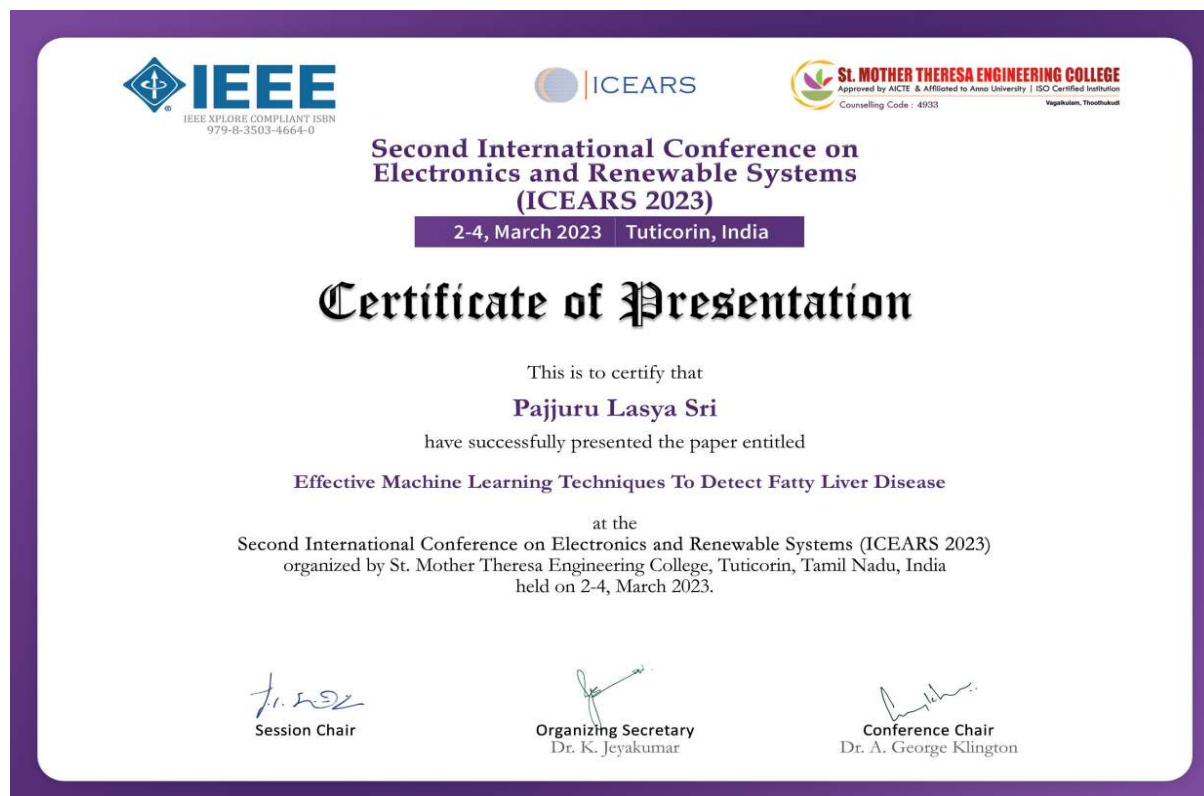 IEEE
IEEE XPLORE COMPLIANT ISBN
979-8-3503-4664-0
ICEARS
St. MOTHER THERESA ENGINEERING COLLEGE
Approved by AICTE & Affiliated to Anna University | ISO Certified Institution
Counselling Code : 4933
Vagaikulam, Thoothukudi
Second International Conference on
Electronics and Renewable Systems
(ICEARS 2023)
2-4, March 2023 | Tuticorin, India
Certificate of Presentation
This is to certify that
Pajjuru Lasya Sri
have successfully presented the paper entitled
Effective Machine Learning Techniques To Detect Fatty Liver Disease
at the
Second International Conference on Electronics and Renewable Systems (ICEARS 2023)
organized by St. Mother Theresa Engineering College, Tuticorin, Tamil Nadu, India
held on 2-4, March 2023.
Session Chair
Organizing Secretary
Dr. K. Jeyakumar
Conference Chair
Dr. A. George Klington